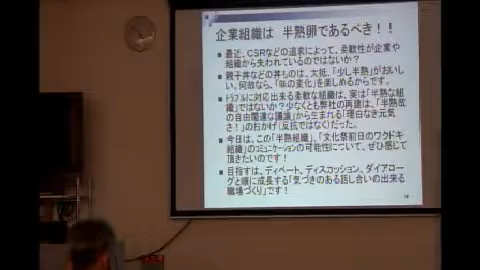 企業組織は 半熟卵であるべき！！
最近、CSRなどの追求によって、柔軟性が企業や
組織から失われているのではないか？
親子丼などの丼ものは、大抵、「少し半熟」がおいし
い。何故なら、「味の変化」を楽しめるからです。
トラブルに対応出来る柔軟な組織は、実は「半熟な組
織」ではないか？少なくとも弊社の再建は、「半熟故
の自由闊達な議論」から生まれる「理由なき元気
さ！」のおかげ（反抗ではなく）だった。
今日は、この「半熟組織」、「文化祭前日のワクドキ
組織」のコミュニケーションの可能性について、ぜひ感じて
頂きたいのです！
目指すは、ディベート、ディスカッション、ダイアロー
グと順に成長する「気づきのある話し合いの出来る
職場づくり」です！